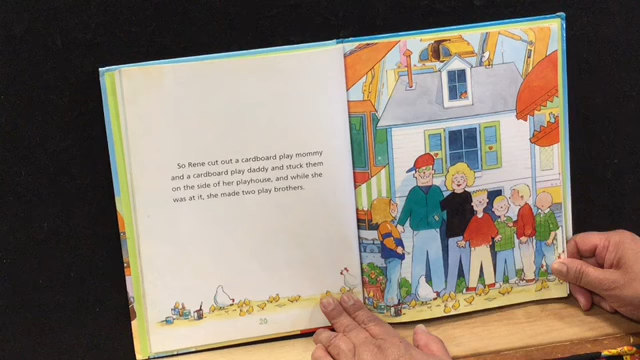 So Rene cut out a cardboard play mommy
and a cardboard play daddy and stuck them
on the side of her playhouse, and while she
was at it, she made two play brothers.
20